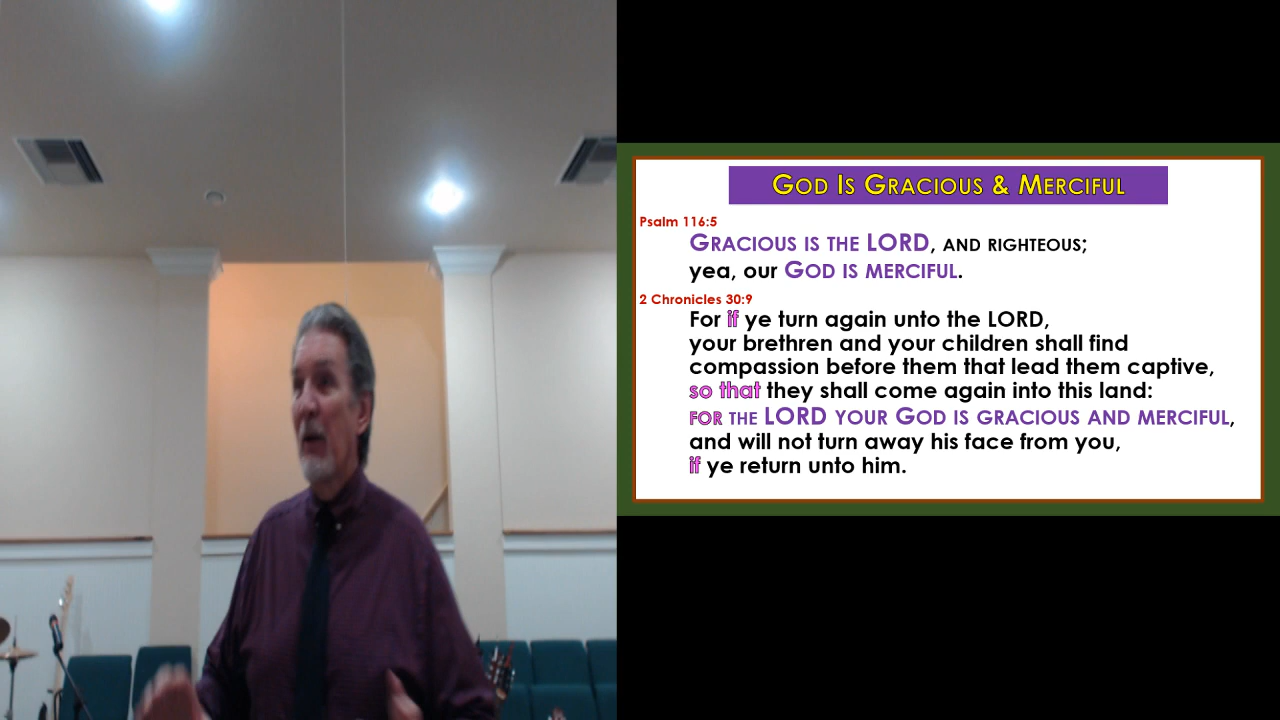 God Is Gracious & Merciful
Psalm 116:5
Gracious is the LORD, and righteous;
yea, our God is merciful.
2 Chronicles 30:9
For if ye turn again unto the LORD,
your brethren and your children shall find
compassion before them that lead them captive,
so that they shall come again into this land:
for the LORD your God is gracious and merciful,
and will not turn away his face from you,
if ye return unto him.